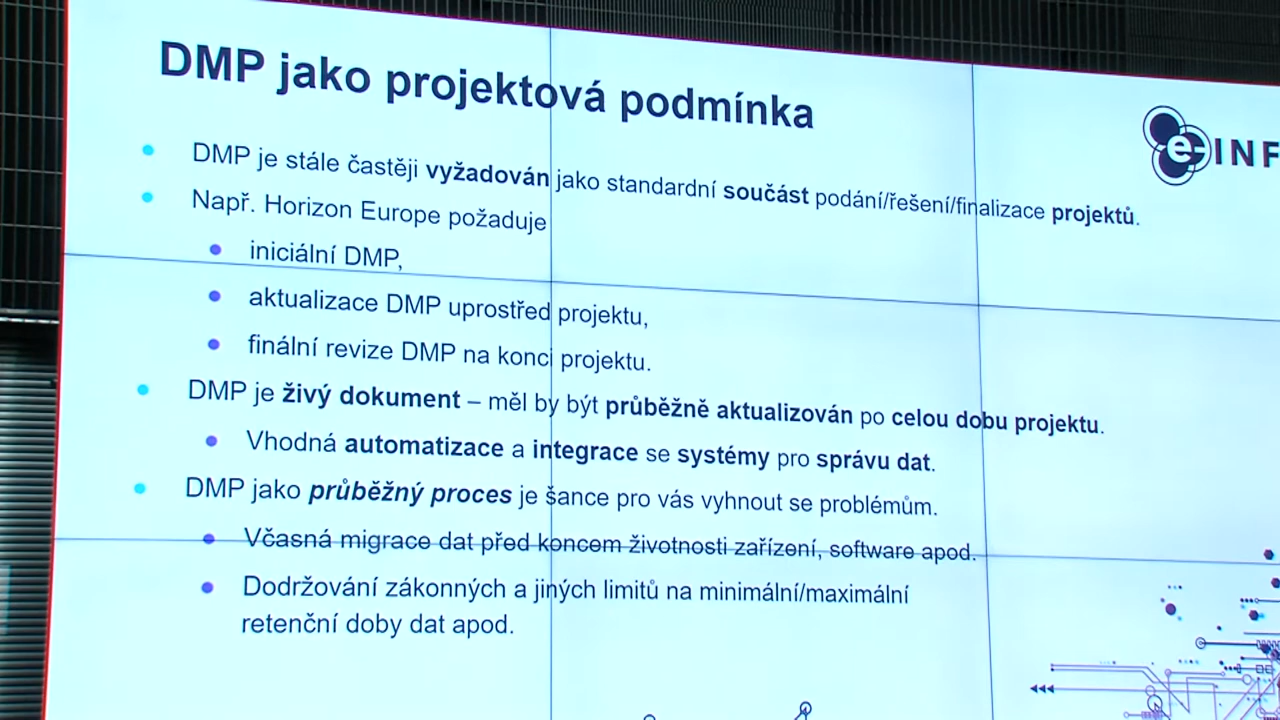 DMP jako projektová podmínka
e-INF
DMP je stále častěji vyžadován jako standardní součást podání/řešení/finalizace projektů.
Např. Horizon Europe požaduje
iniciální DMP,
aktualizace DMP uprostřed projektu,
finální revize DMP na konci projektu.
DMP je živý dokument – měl by být průběžně aktualizován po celou dobu projektu.
Vhodná automatizace a integrace se systémy pro správu dat.
DMP jako průběžný proces je šance pro vás vyhnout se problémům.
Včasná migrace dat před koncem životnosti zařízení, software apod.
Dodržování zákonných a jiných limitů na minimální/maximální
retenční doby dat apod.